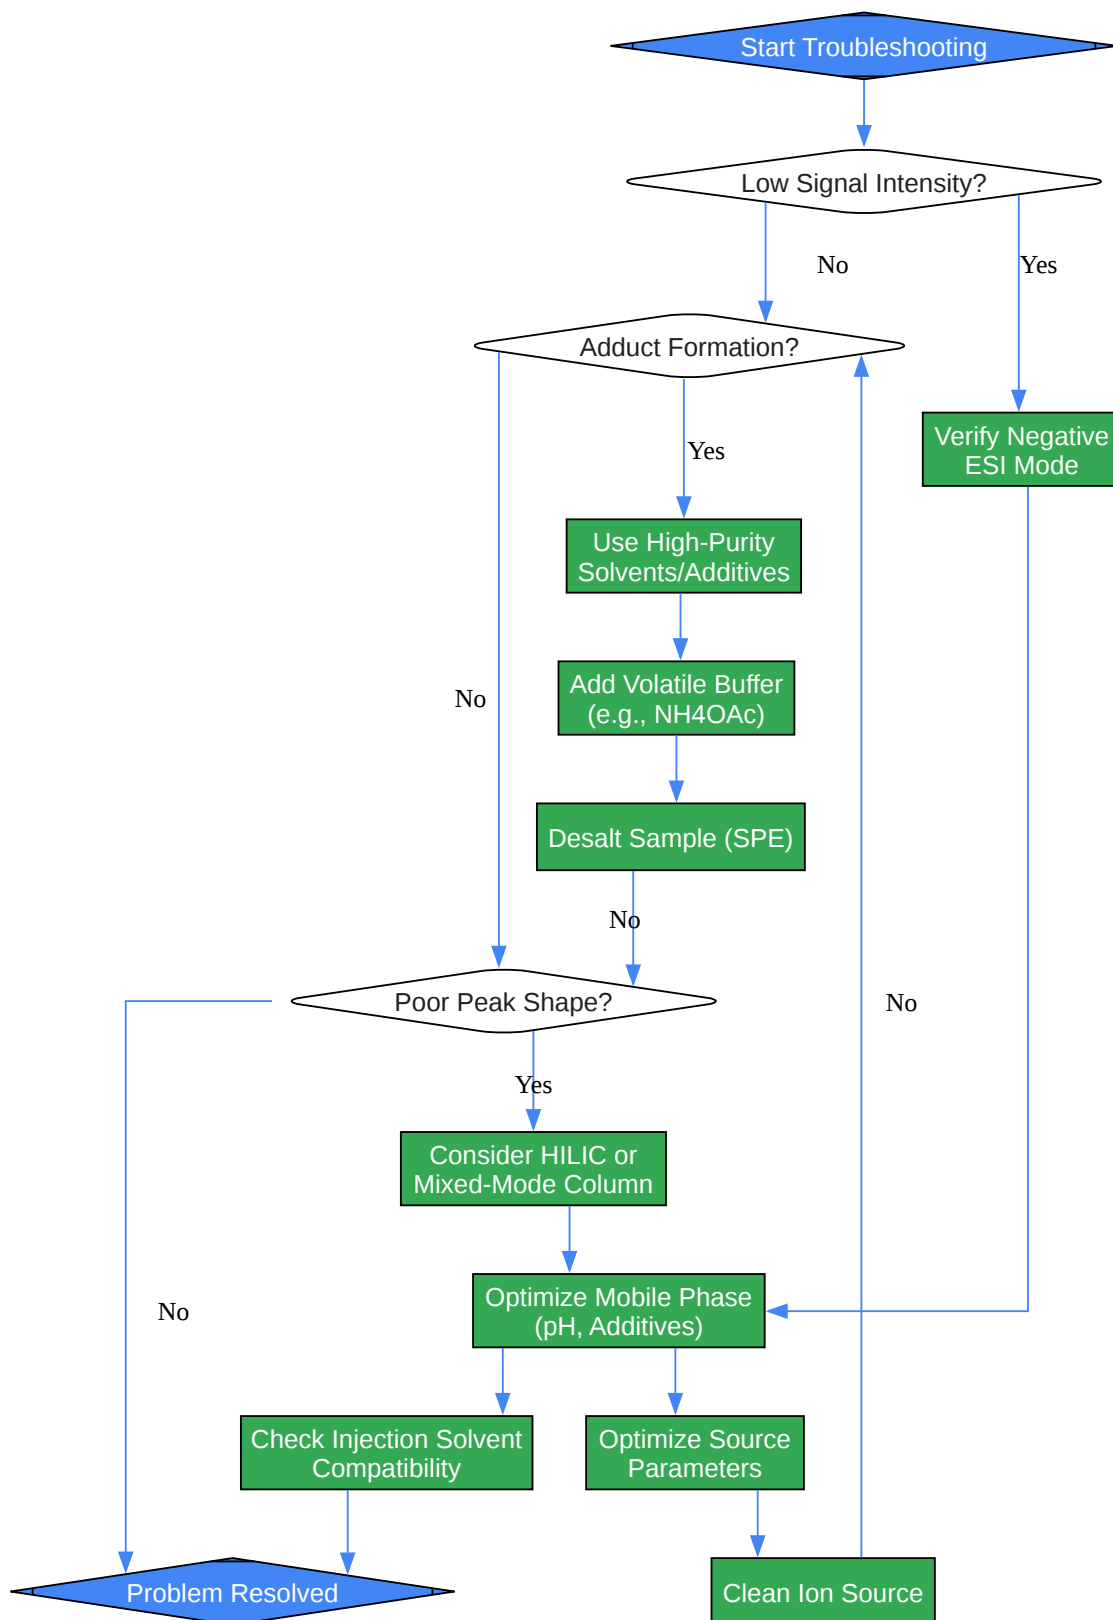 Start Troubleshooting
Low Signal Intensity?
No
Yes
Adduct Formation?
Verify Negative
ESI Mode
Yes
Use High-Purity
Solvents/Additives
Add Volatile Buffer
(e.g., NH4OAc)
No
Desalt Sample (SPE)
No
Poor Peak Shape?
No
Yes
Consider HILIC or
Mixed-Mode Column
Optimize Mobile Phase
(pH, Additives)
No
Check Injection Solvent
Compatibility
Optimize Source
Parameters
Problem Resolved
Clean Ion Source